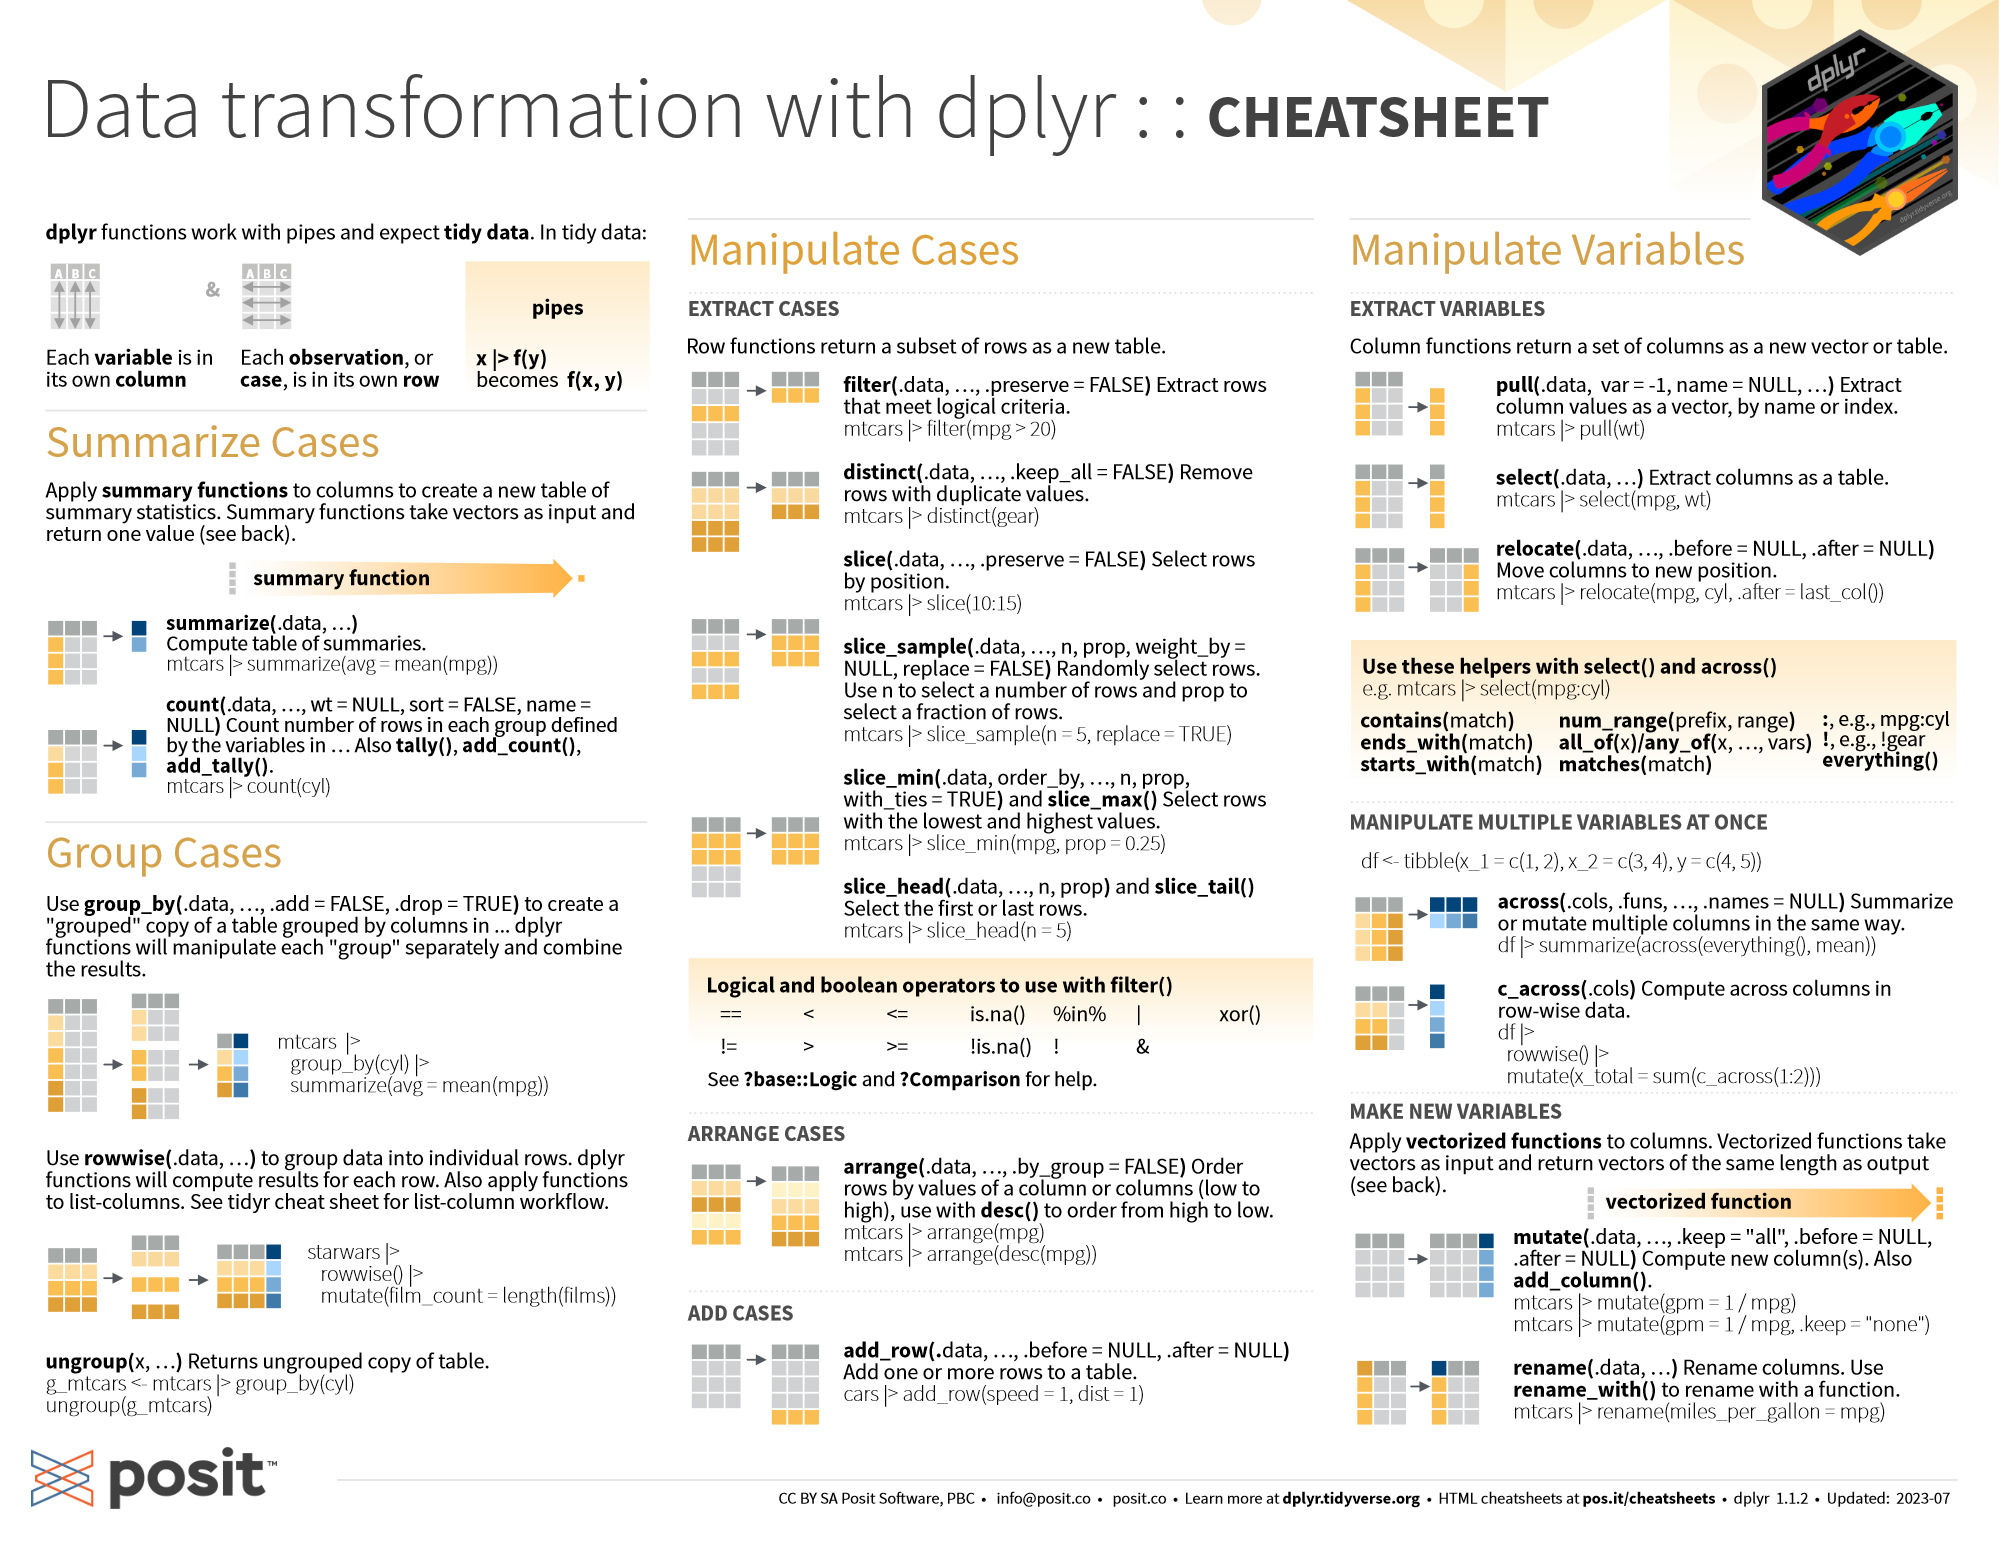 Data transformation with dplyr : : CHEATSHEET
dplyr
dplyr.tidyverse.org
dplyr functions work with pipes and expect tidy data. In tidy data:
A B C
&
A B C
pipes
Each variable is in
its own column
Each observation, or
case, is in its own row
x |> f(y)
becomes f(x, y)
Summarize Cases
Apply summary functions to columns to create a new table of
summary statistics. Summary functions take vectors as input and
return one value (see back).
summary function
summarize(.data, …)
Compute table of summaries.
mtcars |> summarize(avg = mean(mpg))
count(.data, …, wt = NULL, sort = FALSE, name =
NULL) Count number of rows in each group defined
by the variables in … Also tally(), add_count(),
add_tally().
mtcars |> count(cyl)
Group Cases
Use group_by(.data, …, .add = FALSE, .drop = TRUE) to create a
"grouped" copy of a table grouped by columns in ... dplyr
functions will manipulate each "group" separately and combine
the results.
mtcars |>
group_by(cyl) |>
summarize(avg = mean(mpg))
Use rowwise(.data, …) to group data into individual rows. dplyr
functions will compute results for each row. Also apply functions
to list-columns. See tidyr cheat sheet for list-column workflow.
starwars |>
rowwise() |>
mutate(film_count = length(films))
ungroup(x, …) Returns ungrouped copy of table.
g_mtcars <- mtcars |> group_by(cyl)
ungroup(g_mtcars)
Manipulate Cases
EXTRACT CASES
Row functions return a subset of rows as a new table.
filter(.data, …, .preserve = FALSE) Extract rows
that meet logical criteria.
mtcars |> filter(mpg > 20)
distinct(.data, …, .keep_all = FALSE) Remove
rows with duplicate values.
mtcars |> distinct(gear)
slice(.data, …, .preserve = FALSE) Select rows
by position.
mtcars |> slice(10:15)
slice_sample(.data, …, n, prop, weight_by =
NULL, replace = FALSE) Randomly select rows.
Use n to select a number of rows and prop to
select a fraction of rows.
mtcars |> slice_sample(n = 5, replace = TRUE)
slice_min(.data, order_by, …, n, prop,
with_ties = TRUE) and slice_max() Select rows
with the lowest and highest values.
mtcars |> slice_min(mpg, prop = 0.25)
slice_head(.data, …, n, prop) and slice_tail()
Select the first or last rows.
mtcars |> slice_head(n = 5)
Logical and boolean operators to use with filter()
== < <= is.na() %in% | xor()
!= > >= !is.na() ! &
See ?base::Logic and ?Comparison for help.
ARRANGE CASES
arrange(.data, …, .by_group = FALSE) Order
rows by values of a column or columns (low to
high), use with desc() to order from high to low.
mtcars |> arrange(mpg)
mtcars |> arrange(desc(mpg))
ADD CASES
add_row(.data, …, .before = NULL, .after = NULL)
Add one or more rows to a table.
cars |> add_row(speed = 1, dist = 1)
Manipulate Variables
EXTRACT VARIABLES
Column functions return a set of columns as a new vector or table.
pull(.data, var = -1, name = NULL, …) Extract
column values as a vector, by name or index.
mtcars |> pull(wt)
select(.data, …) Extract columns as a table.
mtcars |> select(mpg, wt)
relocate(.data, …, .before = NULL, .after = NULL)
Move columns to new position.
mtcars |> relocate(mpg, cyl, .after = last_col())
Use these helpers with select() and across()
e.g. mtcars |> select(mpg:cyl)
contains(match) num_range(prefix, range) :, e.g., mpg:cyl
ends_with(match) all_of(x)/any_of(x, …, vars) !, e.g., !gear
starts_with(match) matches(match) everything()
MANIPULATE MULTIPLE VARIABLES AT ONCE
df <- tibble(x_1 = c(1, 2), x_2 = c(3, 4), y = c(4, 5))
across(.cols, .funs, …, .names = NULL) Summarize
or mutate multiple columns in the same way.
df |> summarize(across(everything(), mean))
c_across(.cols) Compute across columns in
row-wise data.
df |>
rowwise() |>
mutate(x_total = sum(c_across(1:2)))
MAKE NEW VARIABLES
Apply vectorized functions to columns. Vectorized functions take
vectors as input and return vectors of the same length as output
(see back).
vectorized function
mutate(.data, …, .keep = "all", .before = NULL,
.after = NULL) Compute new column(s). Also
add_column().
mtcars |> mutate(gpm = 1 / mpg)
mtcars |> mutate(gpm = 1 / mpg, .keep = "none")
rename(.data, …) Rename columns. Use
rename_with() to rename with a function.
mtcars |> rename(miles_per_gallon = mpg)
posit™
CC BY SA Posit Software, PBC • info@posit.co • posit.co • Learn more at dplyr.tidyverse.org • HTML cheatsheets at pos.it/cheatsheets • dplyr 1.1.2 • Updated: 2023-07